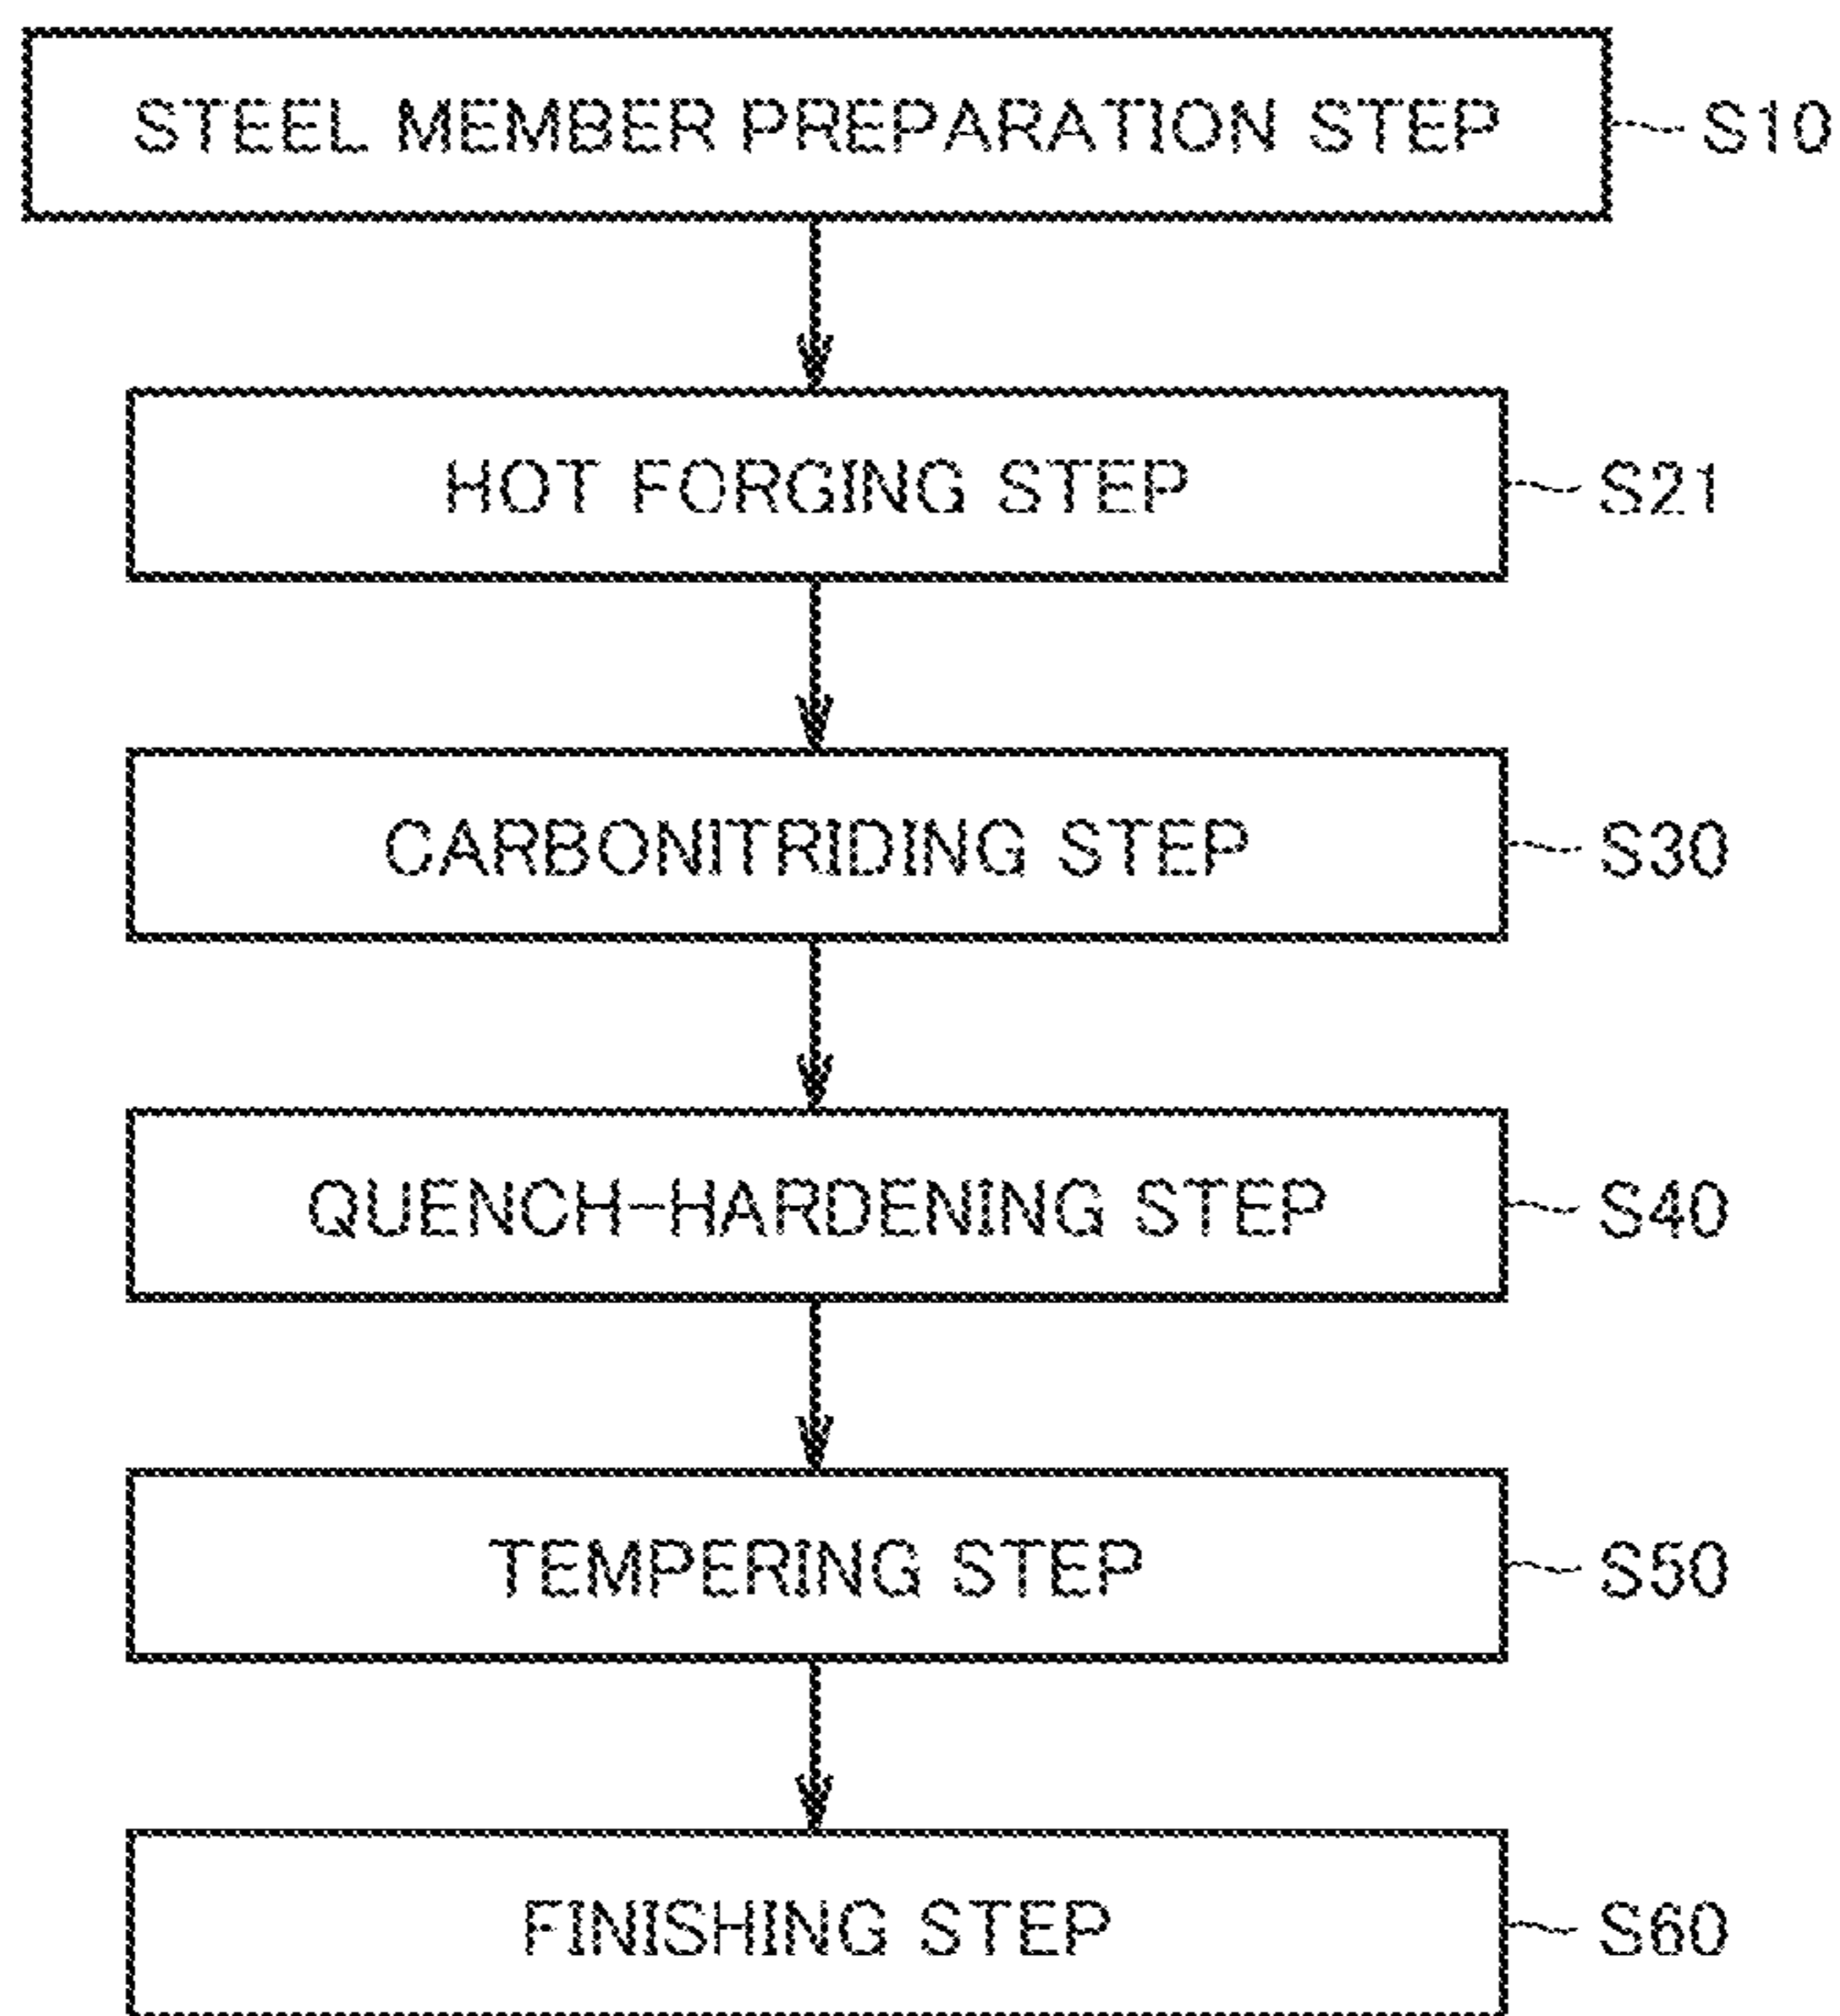 STEEL MEMBER PREPARATION STEP S10
HOT FORGING STEP S21
CARBONITRIDING STEP S30
QUENCH-HARDENING STEP S40
TEMPERING STEP S50
FINISHING STEP S60